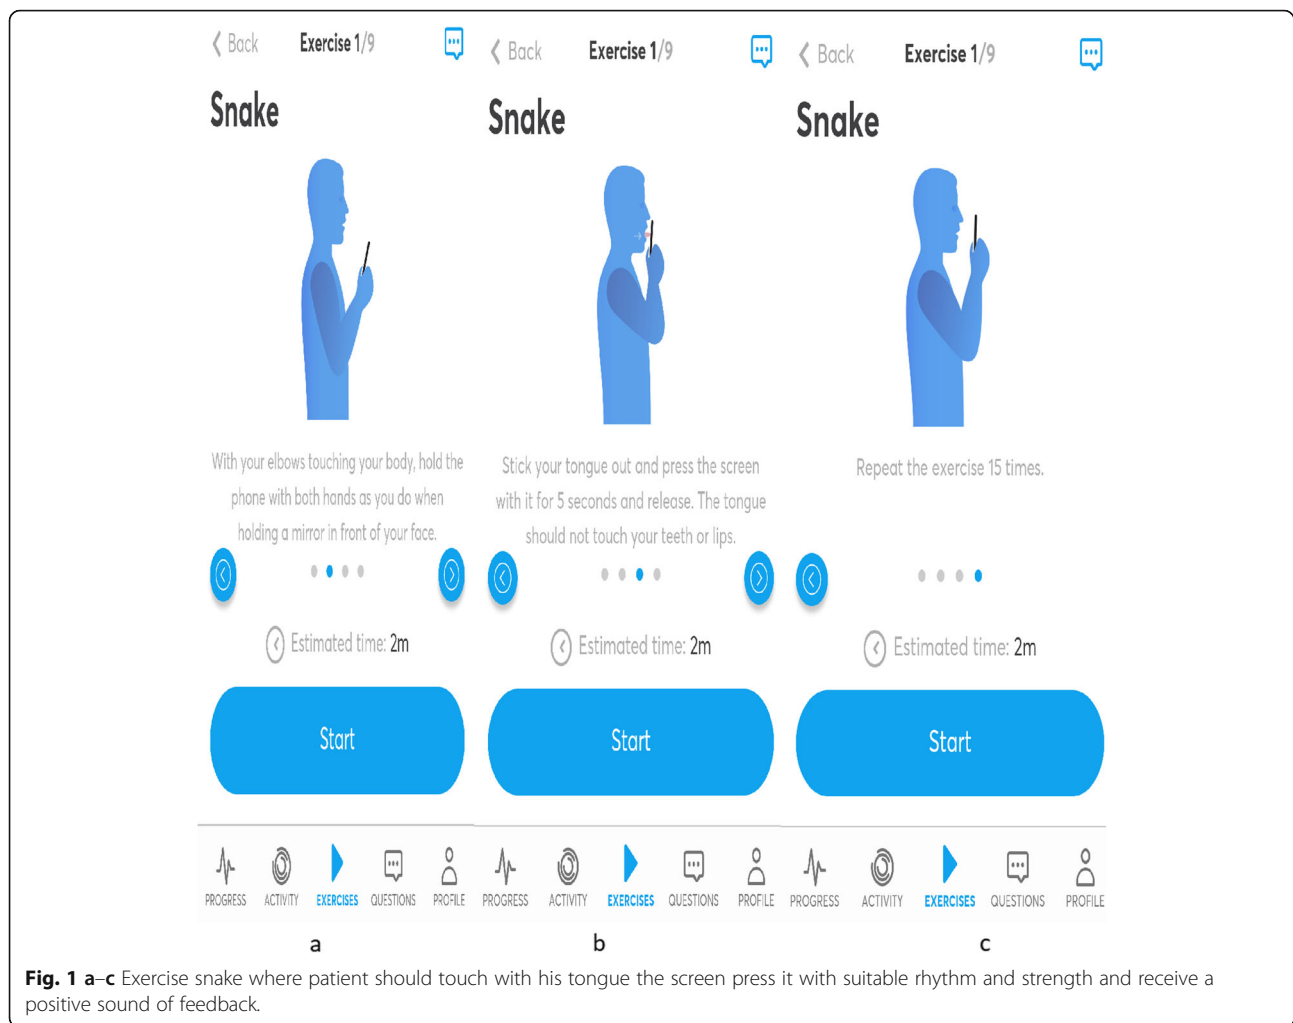 Back
Exercise 1/9
Snake
With your elbows touching your body, hold the
phone with both hands as you do when
holding a mirror in front of your face.
Estimated time: 2m
Start
PROGRESS
ACTIVITY
EXERCISES
QUESTIONS
PROFILE
a
Back
Exercise 1/9
Snake
Stick your tongue out and press the screen
with it for 5 seconds and release. The tongue
should not touch your teeth or lips.
Estimated time: 2m
Start
PROGRESS
ACTIVITY
EXERCISES
QUESTIONS
PROFILE
b
Back
Exercise 1/9
Snake
Repeat the exercise 15 times.
Estimated time: 2m
Start
PROGRESS
ACTIVITY
EXERCISES
QUESTIONS
PROFILE
c
Fig. 1 a–c Exercise snake where patient should touch with his tongue the screen press it with suitable rhythm and strength and receive a
positive sound of feedback.